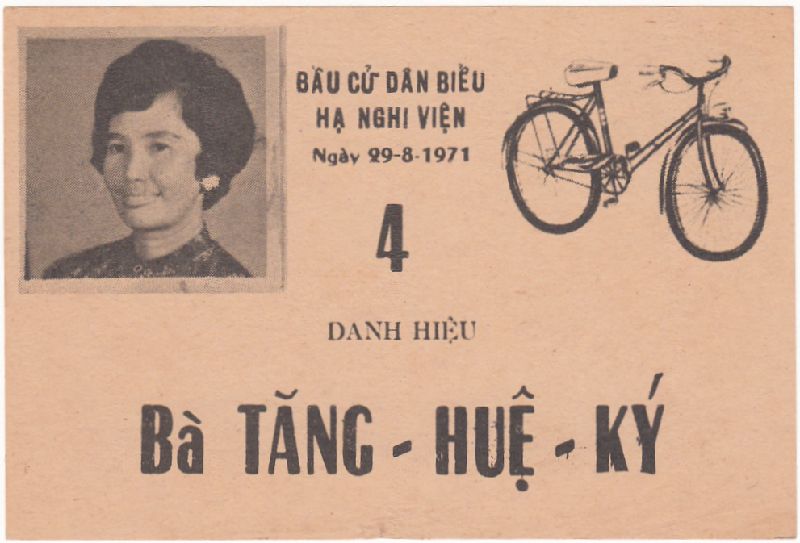 BẦU CỬ DÂN BIỂU
HẠ NGHỊ VIỆN
Ngày 29-8-1971
4
DANH HIỆU
Bà TĂNG - HUỆ - KÝ